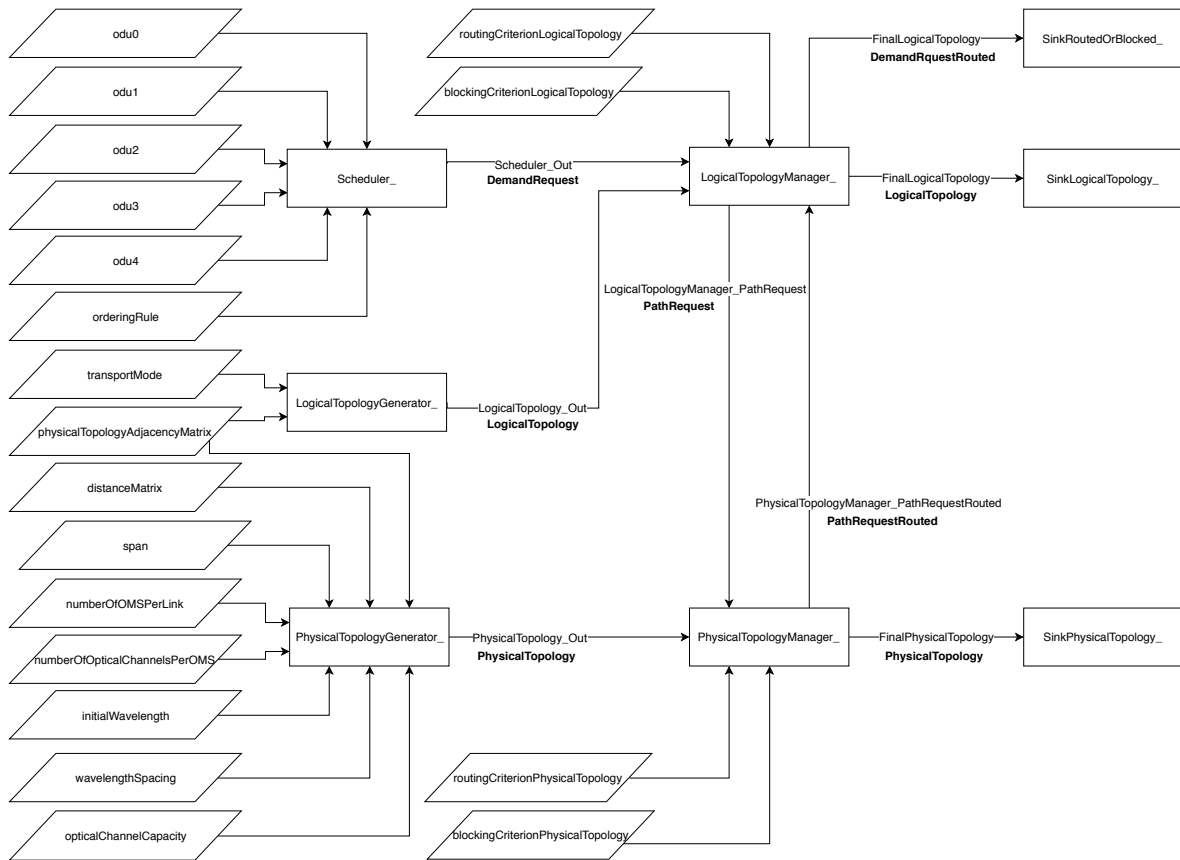 odu0
routingCriterionLogicalTopology
FinalLogicalTopology
DemandRquestRouted
SinkRoutedOrBlocked_
odu1
blockingCriterionLogicalTopology
odu2
Scheduler_
Scheduler_Out
DemandRequest
LogicalTopologyManager_
FinalLogicalTopology
LogicalTopology
SinkLogicalTopology_
odu3
odu4
LogicalTopologyManager_PathRequest
PathRequest
orderingRule
transportMode
LogicalTopologyGenerator_
LogicalTopology_Out
LogicalTopology
physicalTopologyAdjacencyMatrix
distanceMatrix
PhysicalTopologyManager_PathRequestRouted
PathRequestRouted
span
numberOfOMSPerLink
PhysicalTopologyGenerator_
PhysicalTopology_Out
PhysicalTopology
PhysicalTopologyManager_
FinalPhysicalTopology
PhysicalTopology
SinkPhysicalTopology_
numberOfOpticalChannelsPerOMS
initialWavelength
wavelengthSpacing
routingCriterionPhysicalTopology
opticalChannelCapacity
blockingCriterionPhysicalTopology